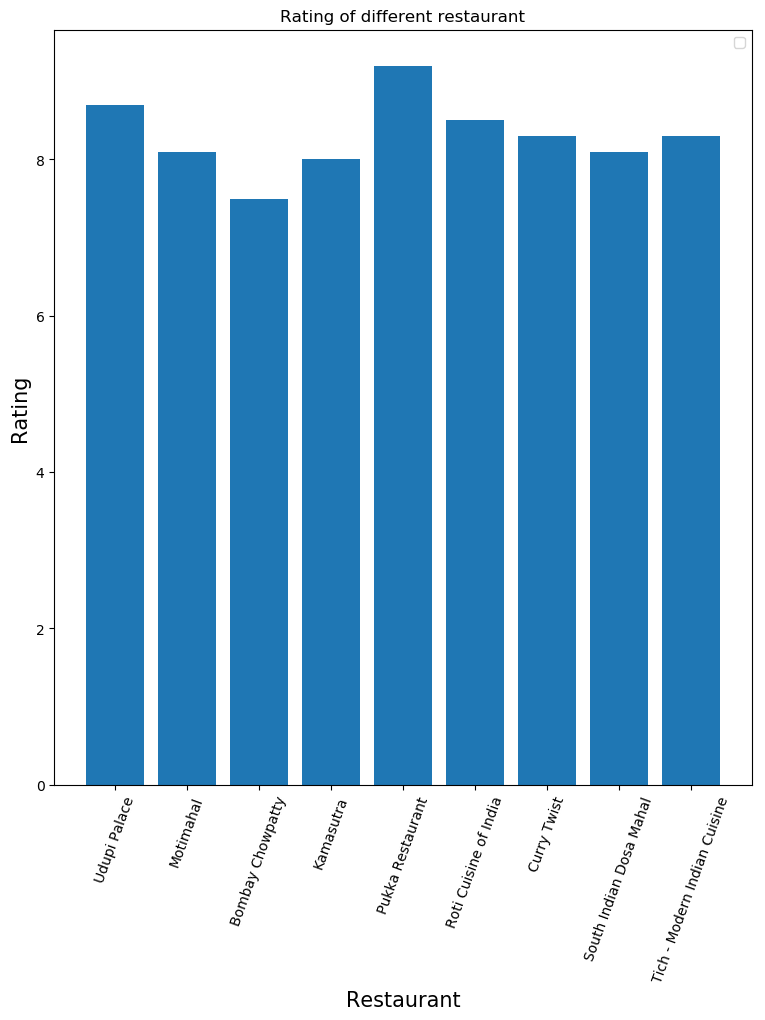 Rating of different restaurant
Rating
8
6
4
2
0
Udupi Palace
Motimahal
Bombay Chowpatty
Kamasutra
Pukka Restaurant
Roti Cuisine of India
Curry Twist
South Indian Dosa Mahal
Tich - Modern Indian Cuisine
Restaurant